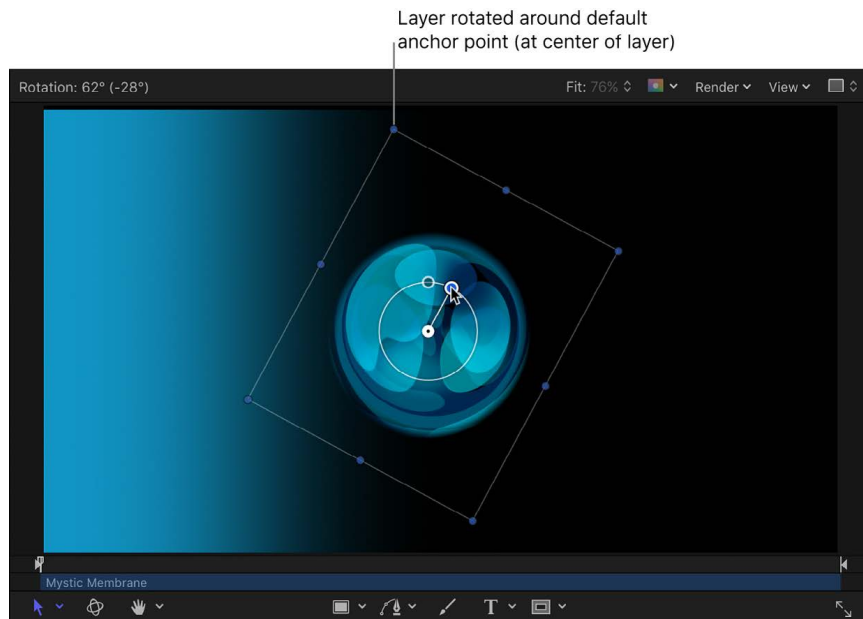 Layer rotated around default
anchor point (at center of layer)
Rotation: 62° (-28°)
Fit: 76%
Render
View
Mystic Membrane
T